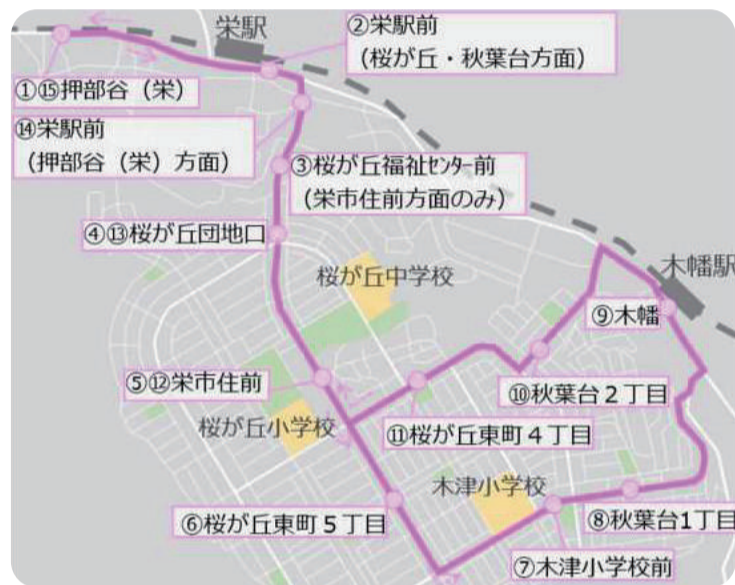 栄駅
②栄駅前
(桜が丘・秋葉台方面)
①⑮押部谷(栄)
⑭栄駅前
(押部谷(栄)方面)
③桜が丘福祉ｾﾝﾀｰ前
(栄市住前方面のみ)
④⑬桜が丘団地口
木幡駅
桜が丘中学校
⑨木幡
⑤⑫栄市住前
⑩秋葉台2丁目
桜が丘小学校
⑪桜が丘東町4丁目
木津小学校
⑥桜が丘東町5丁目
⑧秋葉台1丁目
⑦木津小学校前